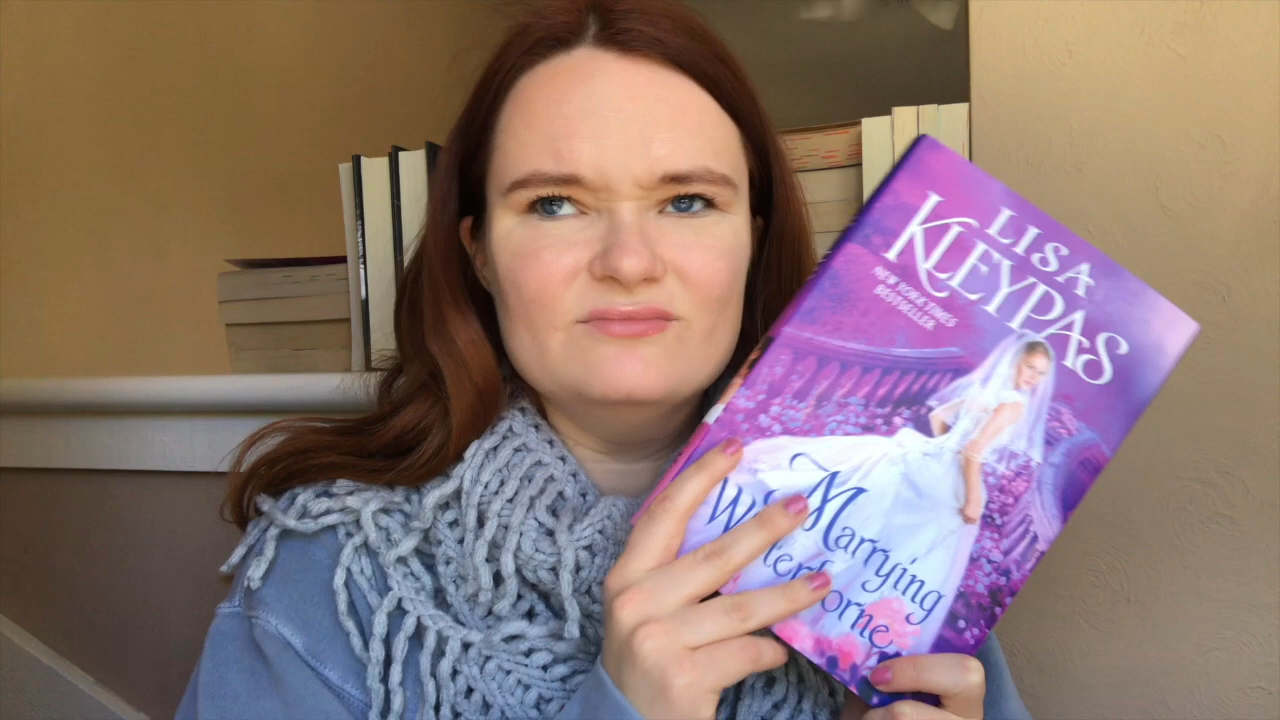 LISA
KLEYPAS
NEW YORK TIMES
BESTSELLER
Marrying